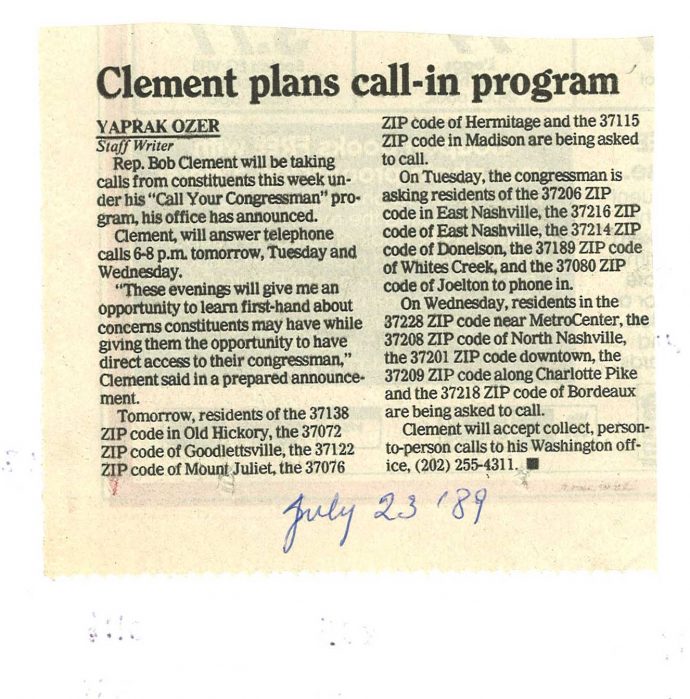 Clement plans call-in program
YAPRAK OZER
Staff Writer
Rep. Bob Clement will be taking
calls from constituents this week un-
der his "Call Your Congressman" pro-
gram, his office has announced.
Clement, will answer telephone
calls 6-8 p.m. tomorrow, Tuesday and
Wednesday.
"These evenings will give me an
opportunity to learn first-hand about
concerns constituents may have while
giving them the opportunity to have
direct access to their congressman,"
Clement said in a prepared announce-
ment.
Tomorrow, residents of the 37138
ZIP code in Old Hickory, the 37072
ZIP code of Goodlettsville, the 37122
ZIP code of Mount Juliet, the 37076
ZIP code of Hermitage and the 37115
ZIP code in Madison are being asked
to call.
On Tuesday, the congressman is
asking residents of the 37206 ZIP
code in East Nashville, the 37216 ZIP
code of East Nashville, the 37214 ZIP
code of Donelson, the 37189 ZIP code
of Whites Creek, and the 37080 ZIP
code of Joelton to phone in.
On Wednesday, residents in the
37228 ZIP code near MetroCenter, the
37208 ZIP code of North Nashville,
the 37201 ZIP code downtown, the
37209 ZIP code along Charlotte Pike
and the 37218 ZIP code of Bordeaux
are being asked to call.
Clement will accept collect, person-
to-person calls to his Washington off-
ice, (202) 255-4311. ■
July 23 '89